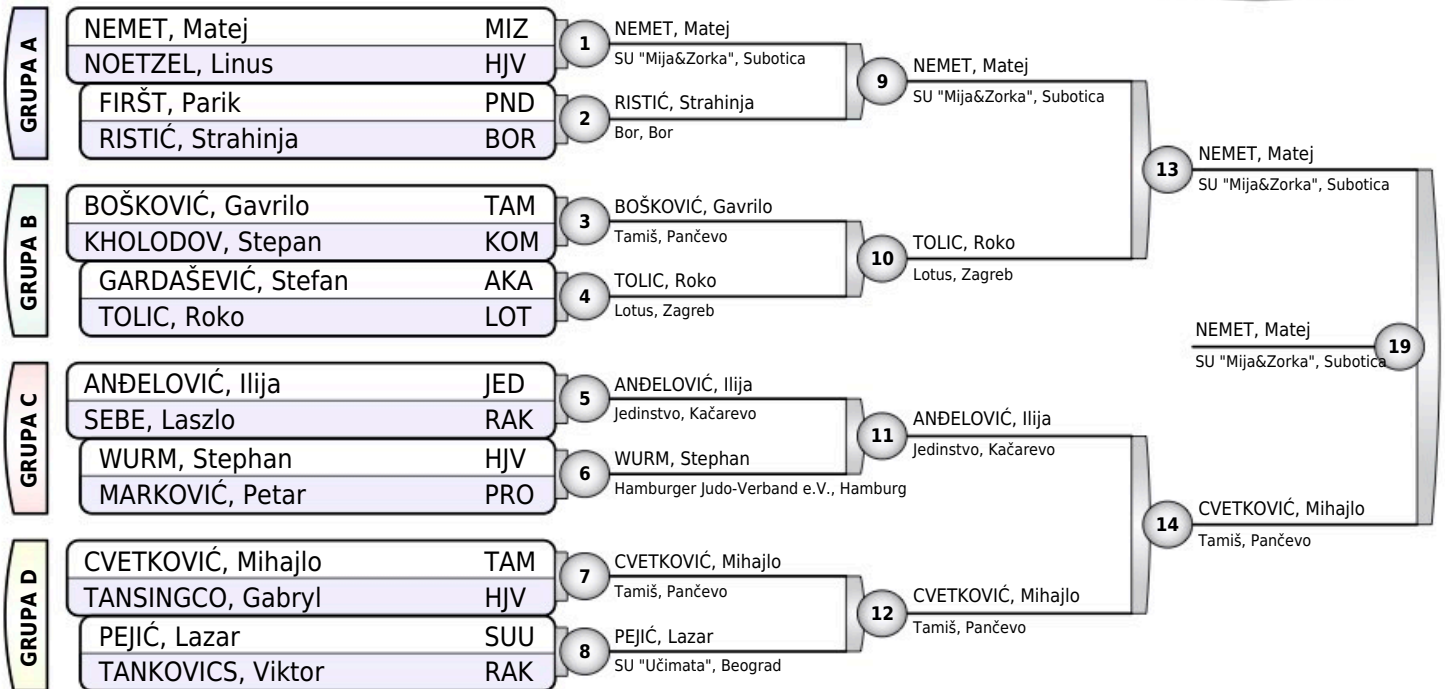 GRUPA A
NEMET, Matej MIZ
NOETZEL, Linus HJV
FIRŠT, Parik PND
RISTIĆ, Strahinja BOR
GRUPA B
BOŠKOVIĆ, Gavrilo TAM
KHOLODOV, Stepan KOM
GARDAŠEVIĆ, Stefan AKA
TOLIC, Roko LOT
GRUPA C
ANĐELOVIĆ, Ilija JED
SEBE, Laszlo RAK
WURM, Stephan HJV
MARKOVIĆ, Petar PRO
GRUPA D
CVETKOVIĆ, Mihajlo TAM
TANSINGCO, Gabryl HJV
PEJIĆ, Lazar SUU
TANKOVICS, Viktor RAK
1
NEMET, Matej
SU "Mija&Zorka", Subotica
2
RISTIĆ, Strahinja
Bor, Bor
3
BOŠKOVIĆ, Gavrilo
Tamiš, Pančevo
4
TOLIC, Roko
Lotus, Zagreb
5
ANĐELOVIĆ, Ilija
Jedinstvo, Kačarevo
6
WURM, Stephan
Hamburger Judo-Verband e.V., Hamburg
7
CVETKOVIĆ, Mihajlo
Tamiš, Pančevo
8
PEJIĆ, Lazar
SU "Učimata", Beograd
9
NEMET, Matej
SU "Mija&Zorka", Subotica
10
TOLIC, Roko
Lotus, Zagreb
11
ANĐELOVIĆ, Ilija
Jedinstvo, Kačarevo
12
CVETKOVIĆ, Mihajlo
Tamiš, Pančevo
13
NEMET, Matej
SU "Mija&Zorka", Subotica
14
CVETKOVIĆ, Mihajlo
Tamiš, Pančevo
NEMET, Matej
SU "Mija&Zorka", Subotica
19